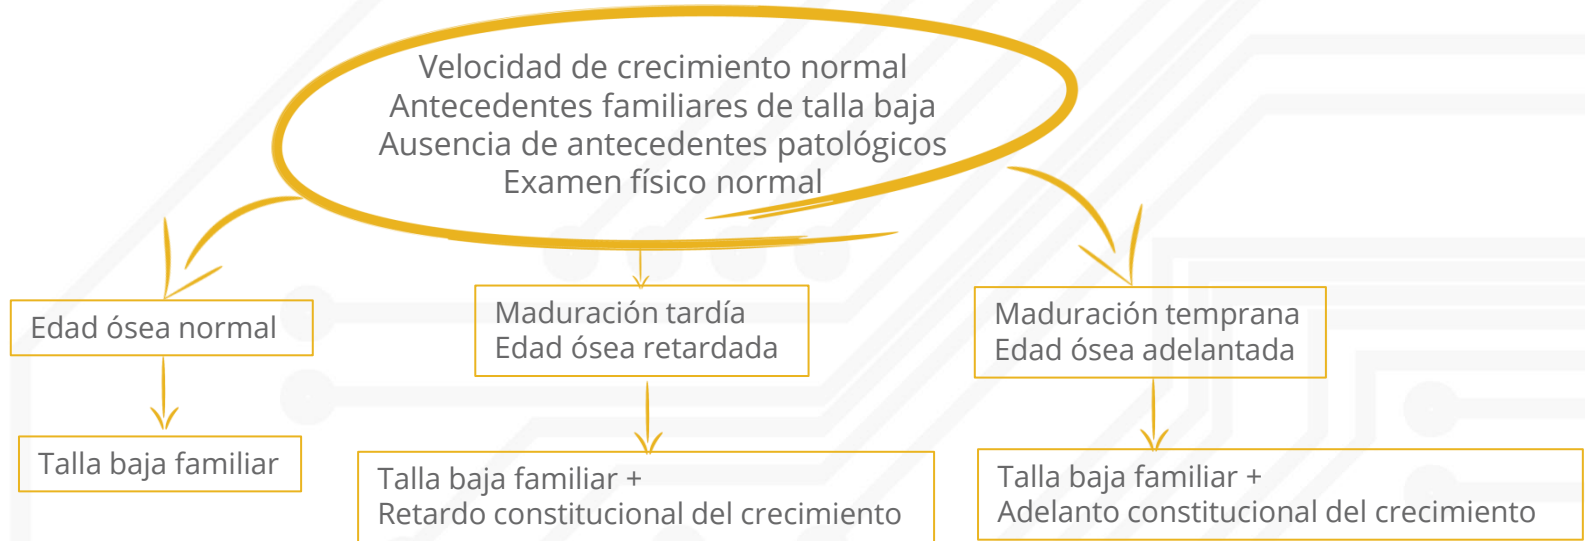 Velocidad de crecimiento normal
Antecedentes familiares de talla baja
Ausencia de antecedentes patológicos
Examen físico normal
Edad ósea normal
Talla baja familiar
Maduración tardía
Edad ósea retardada
Talla baja familiar +
Retardo constitucional del crecimiento
Maduración temprana
Edad ósea adelantada
Talla baja familiar +
Adelanto constitucional del crecimiento